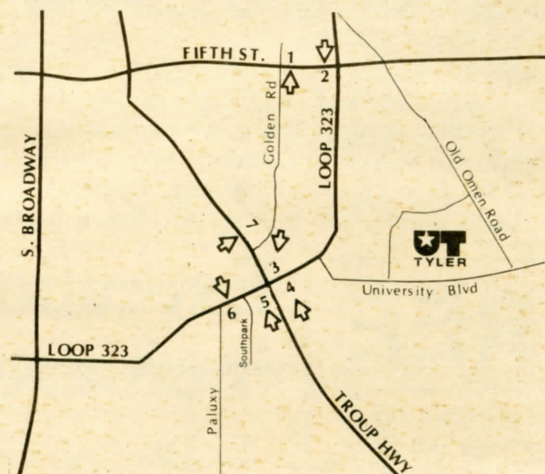 FIFTH ST.
1
2
Golden Rd
LOOP 323
S. BROADWAY
Old Omen Road
UT
TYLER
University Blvd
7
3
4
5
6
LOOP 323
Southpark
Paluxy
TROUP HWY